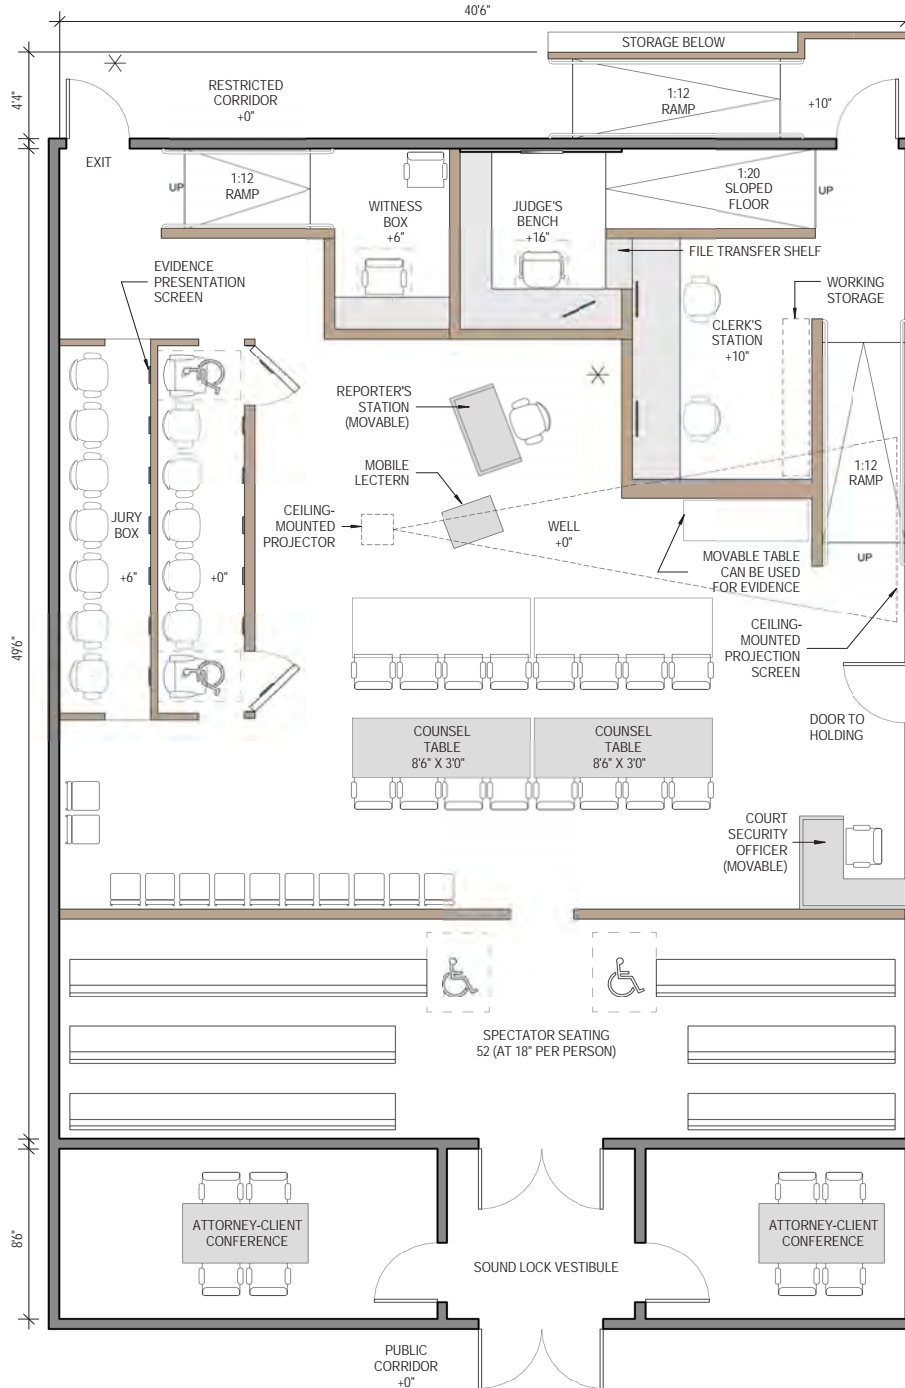 40'6"
STORAGE BELOW
4'4"
RESTRICTED
CORRIDOR
+0"
1:12
RAMP
+10"
EXIT
UP
1:12
RAMP
WITNESS
BOX
+6"
JUDGE'S
BENCH
+16"
1:20
SLOPED
FLOOR
UP
FILE TRANSFER SHELF
EVIDENCE
PRESENTATION
SCREEN
WORKING
STORAGE
CLERK'S
STATION
+10"
REPORTER'S
STATION
(MOVABLE)
MOBILE
LECTERN
1:12
RAMP
CEILING-
MOUNTED
PROJECTOR
JURY
BOX
WELL
+0"
+6"
+0"
UP
MOVABLE TABLE
CAN BE USED
FOR EVIDENCE
49'6"
CEILING-
MOUNTED
PROJECTION
SCREEN
DOOR TO
HOLDING
COUNSEL
TABLE
8'6" X 3'0"
COUNSEL
TABLE
8'6" X 3'0"
COURT
SECURITY
OFFICER
(MOVABLE)
SPECTATOR SEATING
52 (AT 18" PER PERSON)
8'6"
ATTORNEY-CLIENT
CONFERENCE
ATTORNEY-CLIENT
CONFERENCE
SOUND LOCK VESTIBULE
PUBLIC
CORRIDOR
+0"